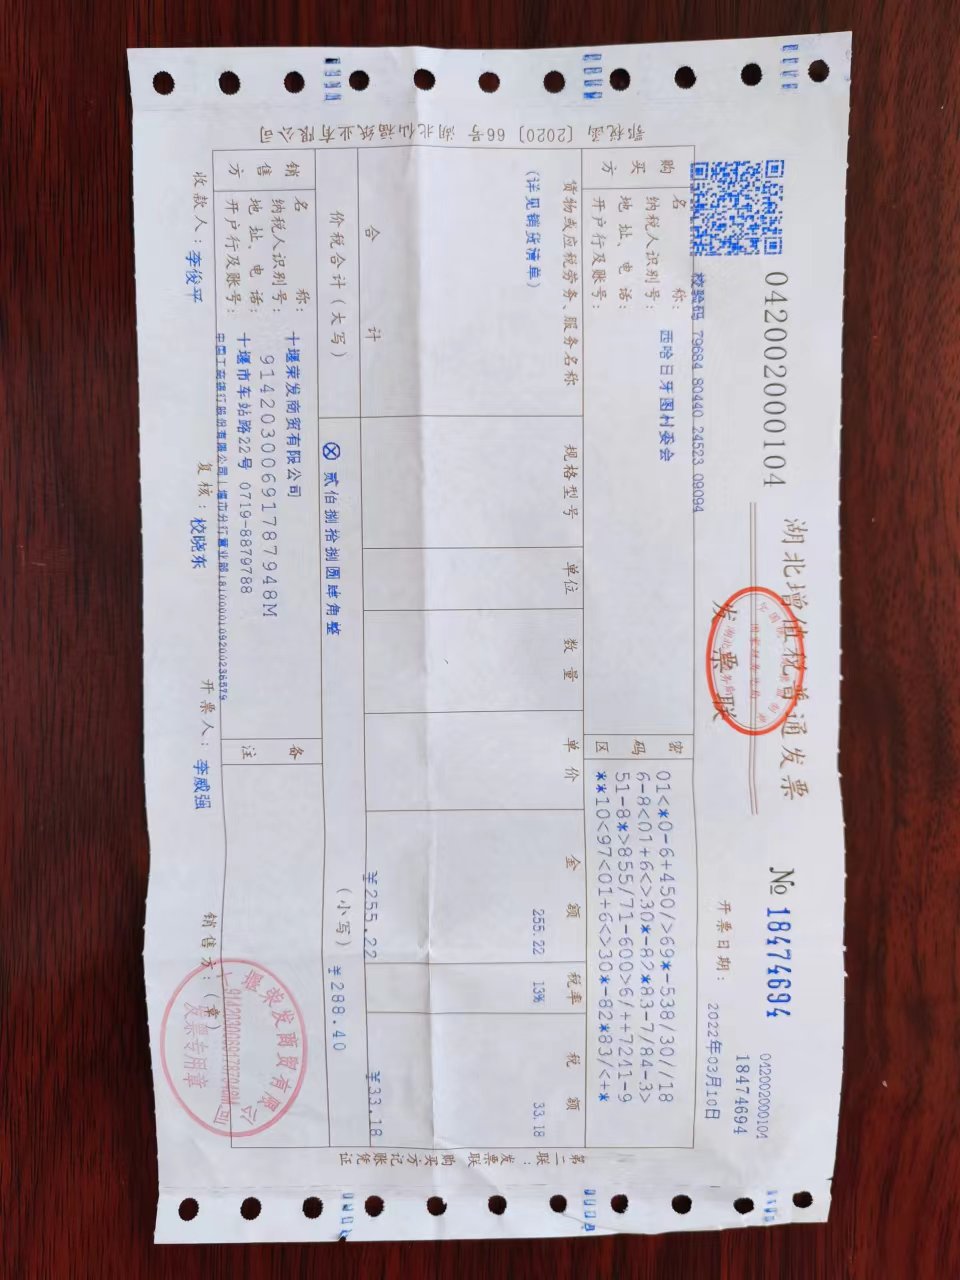 042002000104
湖北增值税普通发票
发票联
№ 18474694
042002000104
18474694
校验码 79684 80440 24523 09094
开票日期： 2022年03月10日
购买方
名 称： 西哈日牙图村委会
纳税人识别号：
地址、电话：
开户行及账号：
密码区
01<*0-6+450/>69*-538/30//18
6-8<01+6<>30*-82*83-7/84-3>
51-8*>855/71-600>6/++7241-9
**10<97<01+6<>30*-82*83/<+*
货物或应税劳务、服务名称 规格型号 单位 数量 单价 金额 税率 税额
(详见销货清单) 255.22 13% 33.18
合计 ￥255.22 ￥33.18
价税合计（大写） ⊗贰佰捌拾捌圆肆角整 （小写） ￥288.40
销售方
名 称： 十堰荣发商贸有限公司
纳税人识别号： 91420300691787948M
地址、电话： 十堰市车站路22号 0719-8879788
开户行及账号：
备注
收款人： 李俊平 复核： 校晓东 开票人： 李威强 销售方：（章）
十堰荣发商贸有限公司
发票专用章
鄂税函〔2020〕66号 湖北仙福纸业有限公司
第二联：发票联 购买方记账凭证